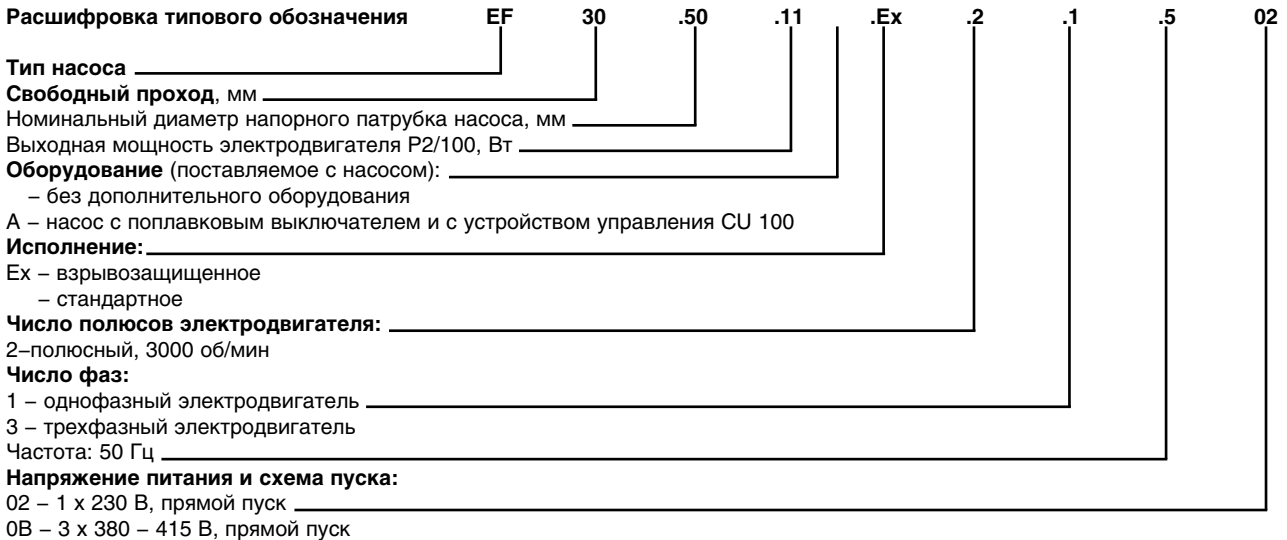 Расшифровка типового обозначения EF 30 .50 .11 .Ex .2 .1 .5 02
Тип насоса
Свободный проход, мм
Номинальный диаметр напорного патрубка насоса, мм
Выходная мощность электродвигателя P2/100, Вт
Оборудование (поставляемое с насосом):
– без дополнительного оборудования
А – насос с поплавковым выключателем и с устройством управления CU 100
Исполнение:
Ex – взрывозащищенное
– стандартное
Число полюсов электродвигателя:
2–полюсный, 3000 об/мин
Число фаз:
1 – однофазный электродвигатель
3 – трехфазный электродвигатель
Частота: 50 Гц
Напряжение питания и схема пуска:
02 – 1 x 230 В, прямой пуск
0В – 3 x 380 – 415 В, прямой пуск